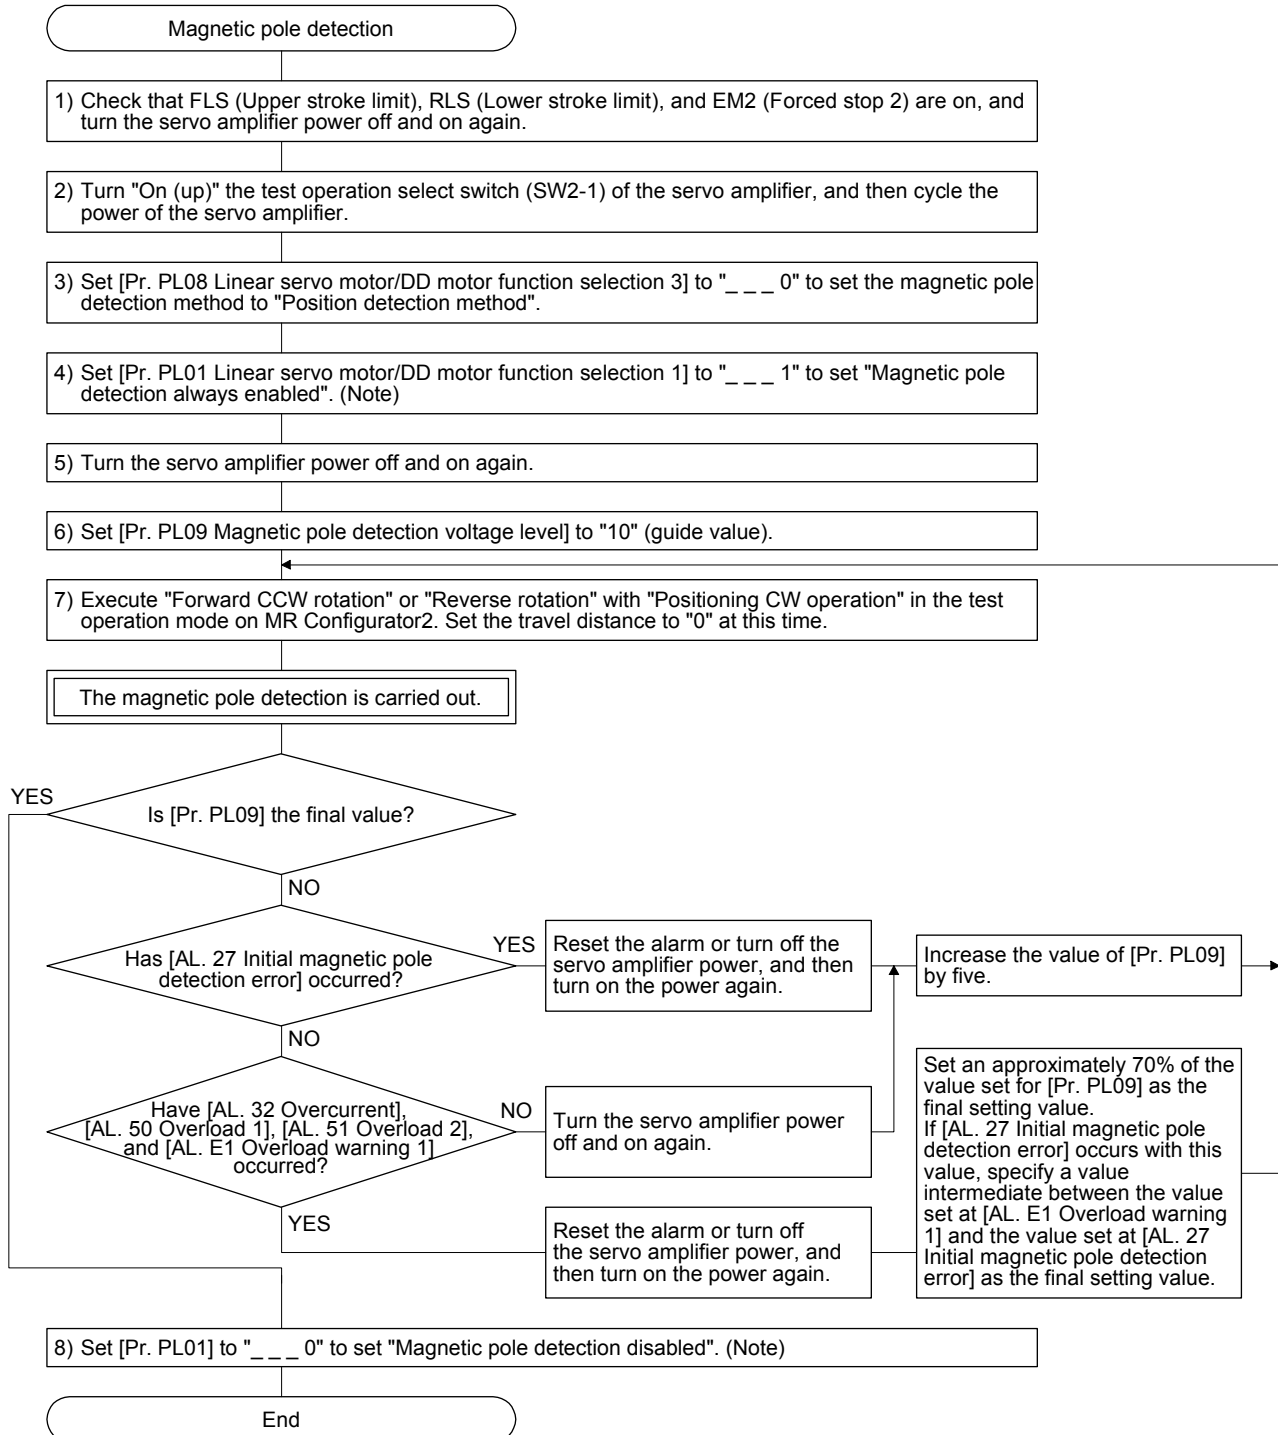 Magnetic pole detection
1) Check that FLS (Upper stroke limit), RLS (Lower stroke limit), and EM2 (Forced stop 2) are on, and
turn the servo amplifier power off and on again.
2) Turn "On (up)" the test operation select switch (SW2-1) of the servo amplifier, and then cycle the
power of the servo amplifier.
3) Set [Pr. PL08 Linear servo motor/DD motor function selection 3] to "_ _ _ 0" to set the magnetic pole
detection method to "Position detection method".
4) Set [Pr. PL01 Linear servo motor/DD motor function selection 1] to "_ _ _ 1" to set "Magnetic pole
detection always enabled". (Note)
5) Turn the servo amplifier power off and on again.
6) Set [Pr. PL09 Magnetic pole detection voltage level] to "10" (guide value).
7) Execute "Forward CCW rotation" or "Reverse rotation" with "Positioning CW operation" in the test
operation mode on MR Configurator2. Set the travel distance to "0" at this time.
The magnetic pole detection is carried out.
YES
Is [Pr. PL09] the final value?
NO
Has [AL. 27 Initial magnetic pole
detection error] occurred?
YES
Reset the alarm or turn off the
servo amplifier power, and then
turn on the power again.
Increase the value of [Pr. PL09]
by five.
NO
Have [AL. 32 Overcurrent],
[AL. 50 Overload 1], [AL. 51 Overload 2],
and [AL. E1 Overload warning 1]
occurred?
NO
Turn the servo amplifier power
off and on again.
Set an approximately 70% of the
value set for [Pr. PL09] as the
final setting value.
If [AL. 27 Initial magnetic pole
detection error] occurs with this
value, specify a value
intermediate between the value
set at [AL. E1 Overload warning
1] and the value set at [AL. 27
Initial magnetic pole detection
error] as the final setting value.
YES
Reset the alarm or turn off
the servo amplifier power, and
then turn on the power again.
8) Set [Pr. PL01] to "_ _ _ 0" to set "Magnetic pole detection disabled". (Note)
End